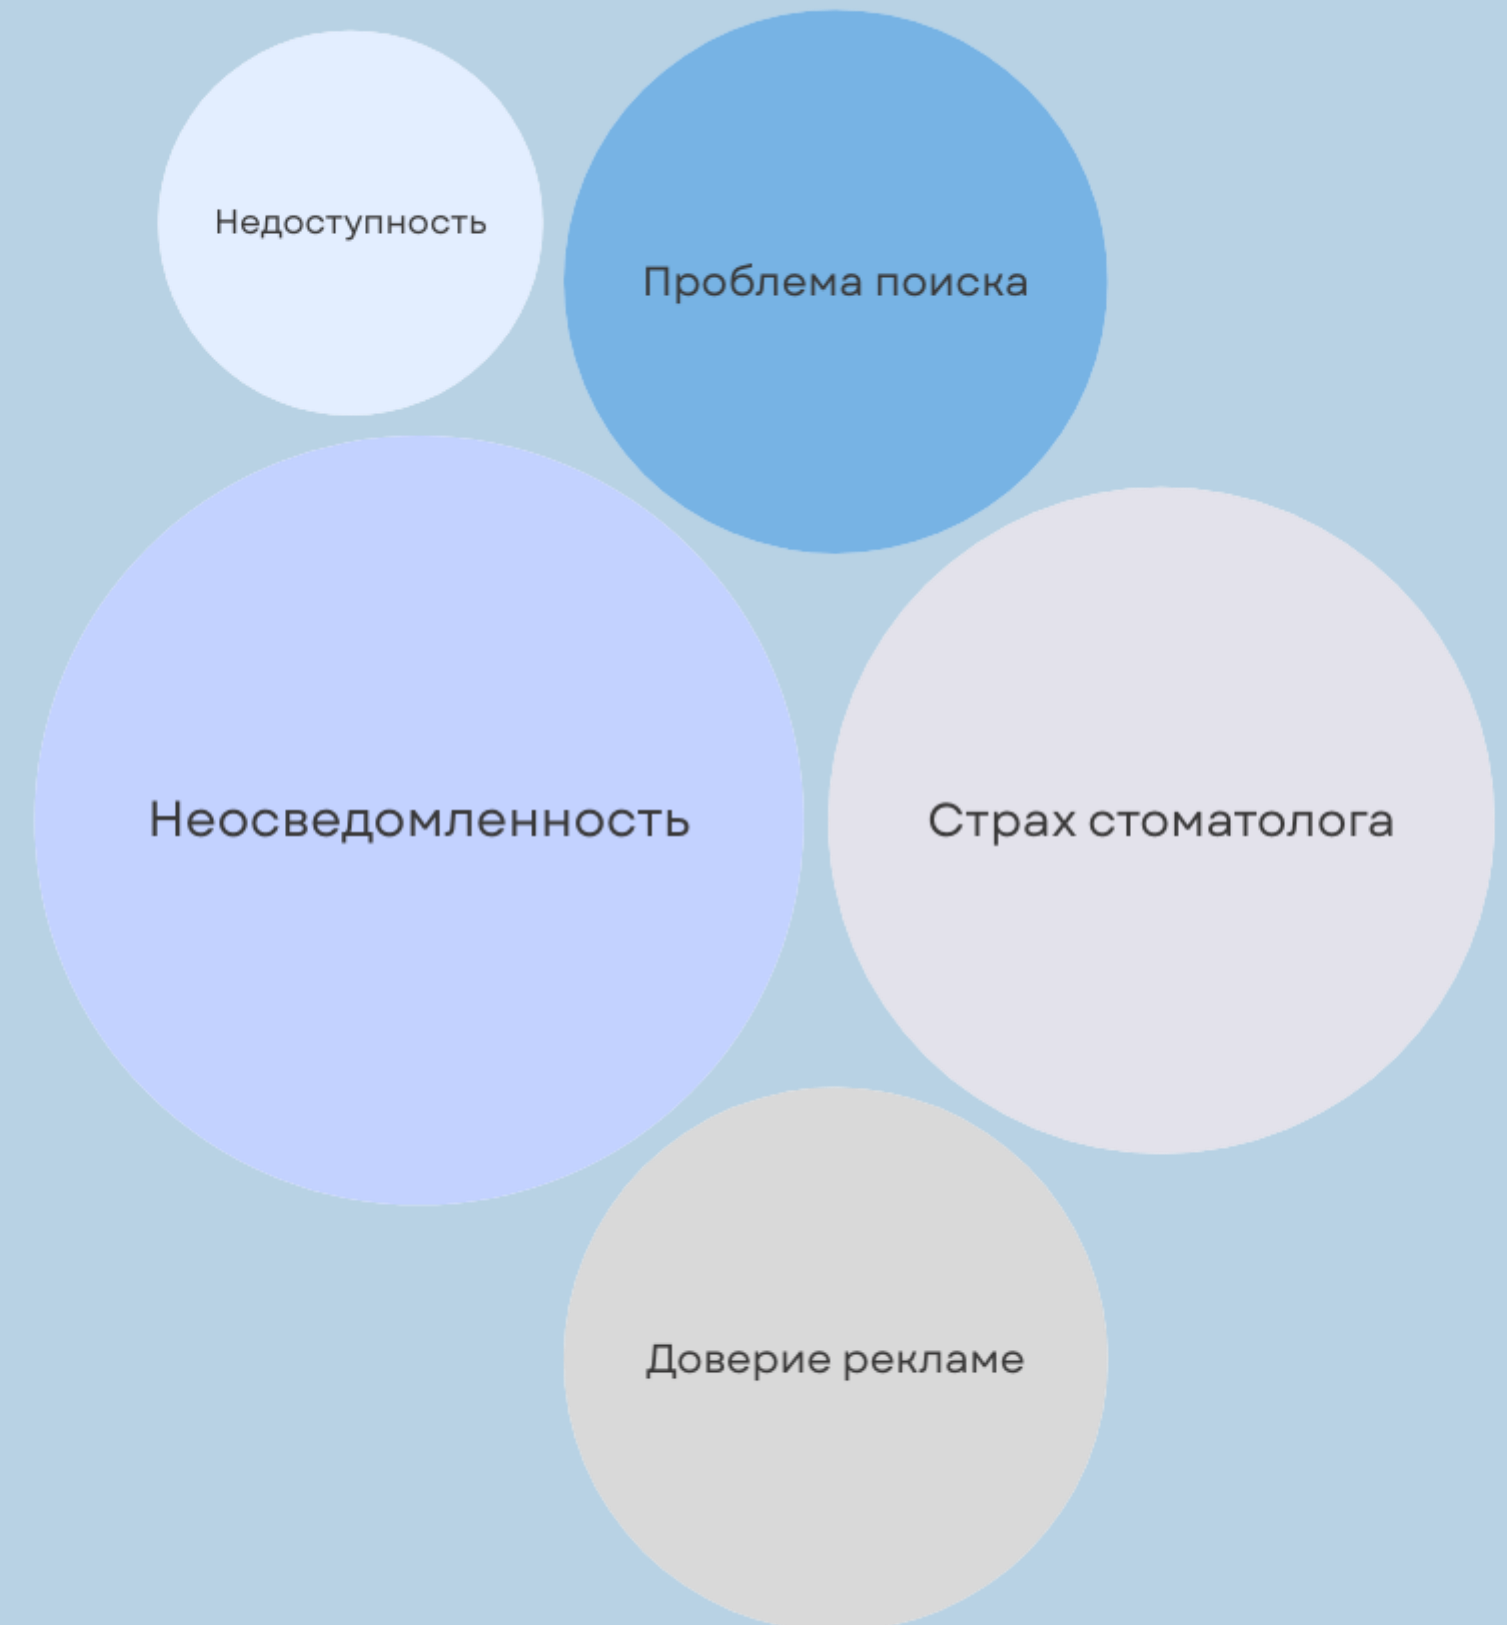 Недоступность
Проблема поиска
Неосведомленность
Страх стоматолога
Доверие рекламе